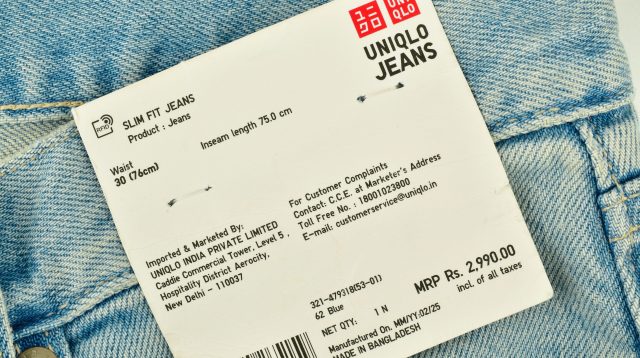 ユニ
クロ
UNI
QLO
UNIQLO
JEANS
RFID
SLIM FIT JEANS
Product : Jeans
Inseam length 75.0 cm
Waist
30 (76cm)
For Customer Complaints
Contact: C.C.E. at Marketer's Address
Toll Free No. : 18001023800
E-mail: customerservice@uniqlo.in
Imported & Marketed By:
UNIQLO INDIA PRIVATE LIMITED
Caddie Commercial Tower, Level 5 ,
Hospitality District Aerocity,
New Delhi - 110037
MRP Rs. 2,990.00
incl. of all taxes
321-479318(53-01)
62 Blue
NET QTY: 1 N
Manufactured On. MM/YY:02/25
MADE IN BANGLADESH